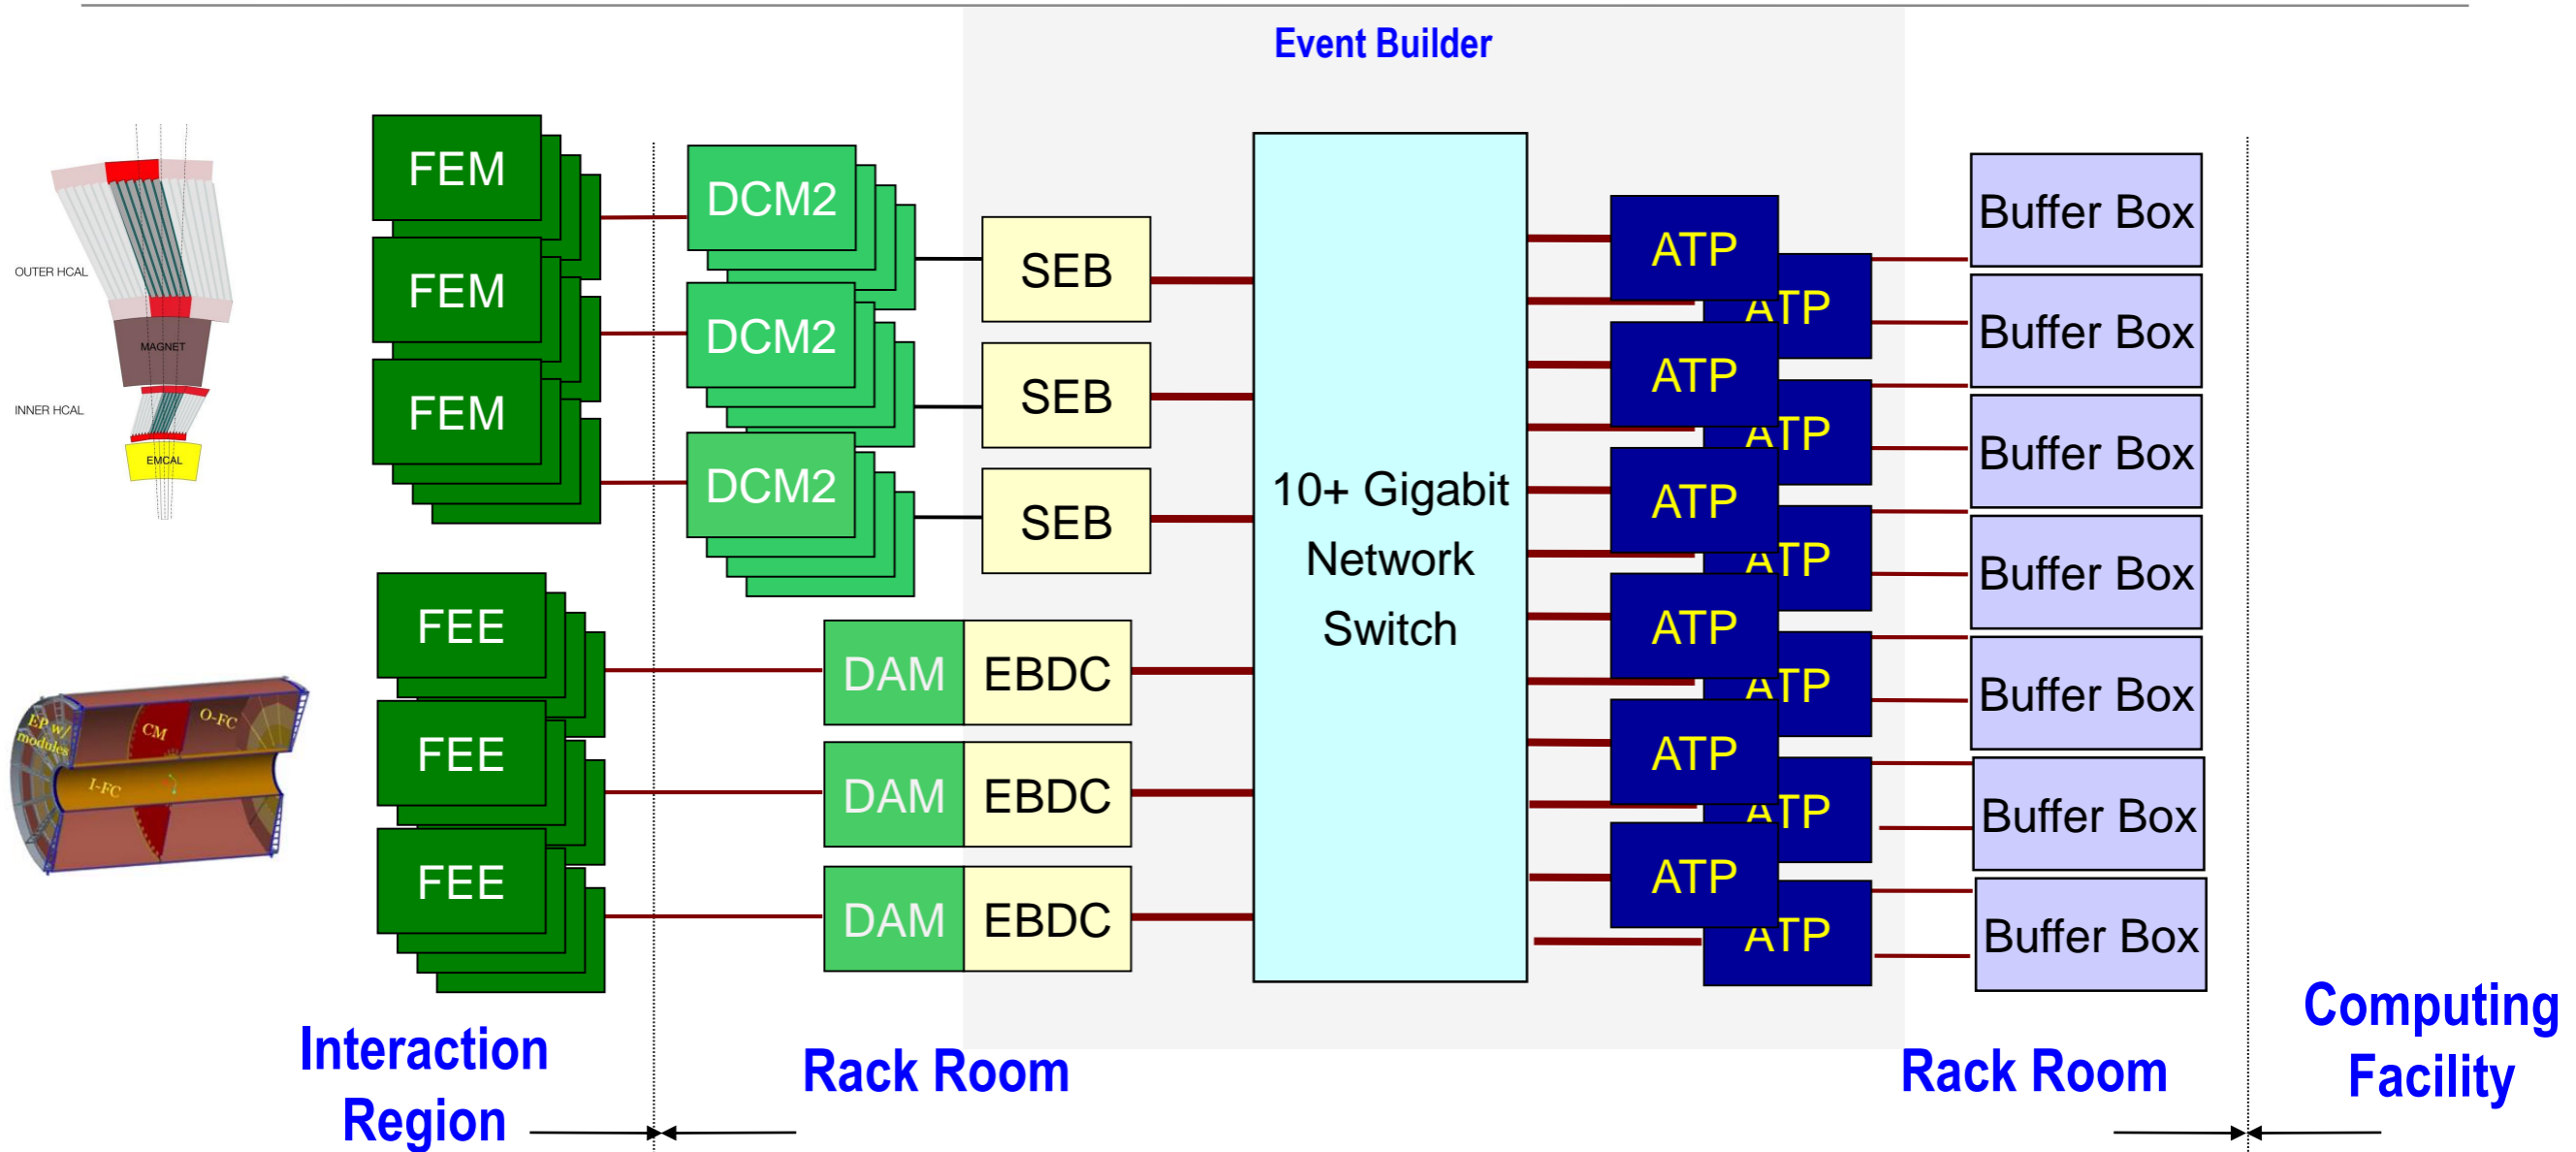 Event Builder
OUTER HCAL
MAGNET
INNER HCAL
EMCAL
FEM
FEM
FEM
DCM2
DCM2
DCM2
SEB
SEB
SEB
FEE
FEE
FEE
EP w/
modules
CM
O-FC
I-FC
DAM
EBDC
DAM
EBDC
DAM
EBDC
10+ Gigabit
Network
Switch
ATP
ATP
ATP
ATP
ATP
ATP
ATP
ATP
ATP
ATP
ATP
ATP
Buffer Box
Buffer Box
Buffer Box
Buffer Box
Buffer Box
Buffer Box
Buffer Box
Interaction
Region
Rack Room
Rack Room
Computing
Facility